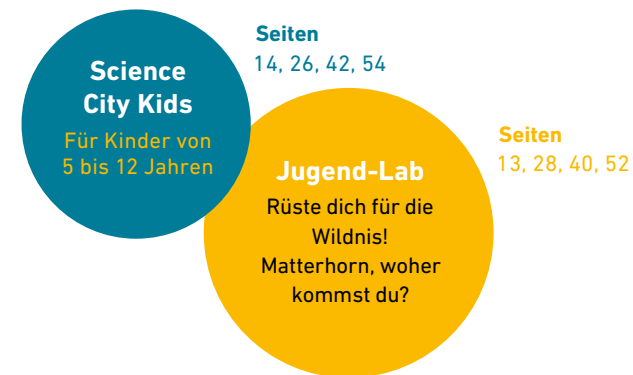 Science
City Kids
Für Kinder von
5 bis 12 Jahren
Seiten
14, 26, 42, 54
Jugend-Lab
Rüste dich für die
Wildnis!
Matterhorn, woher
kommst du?
Seiten
13, 28, 40, 52